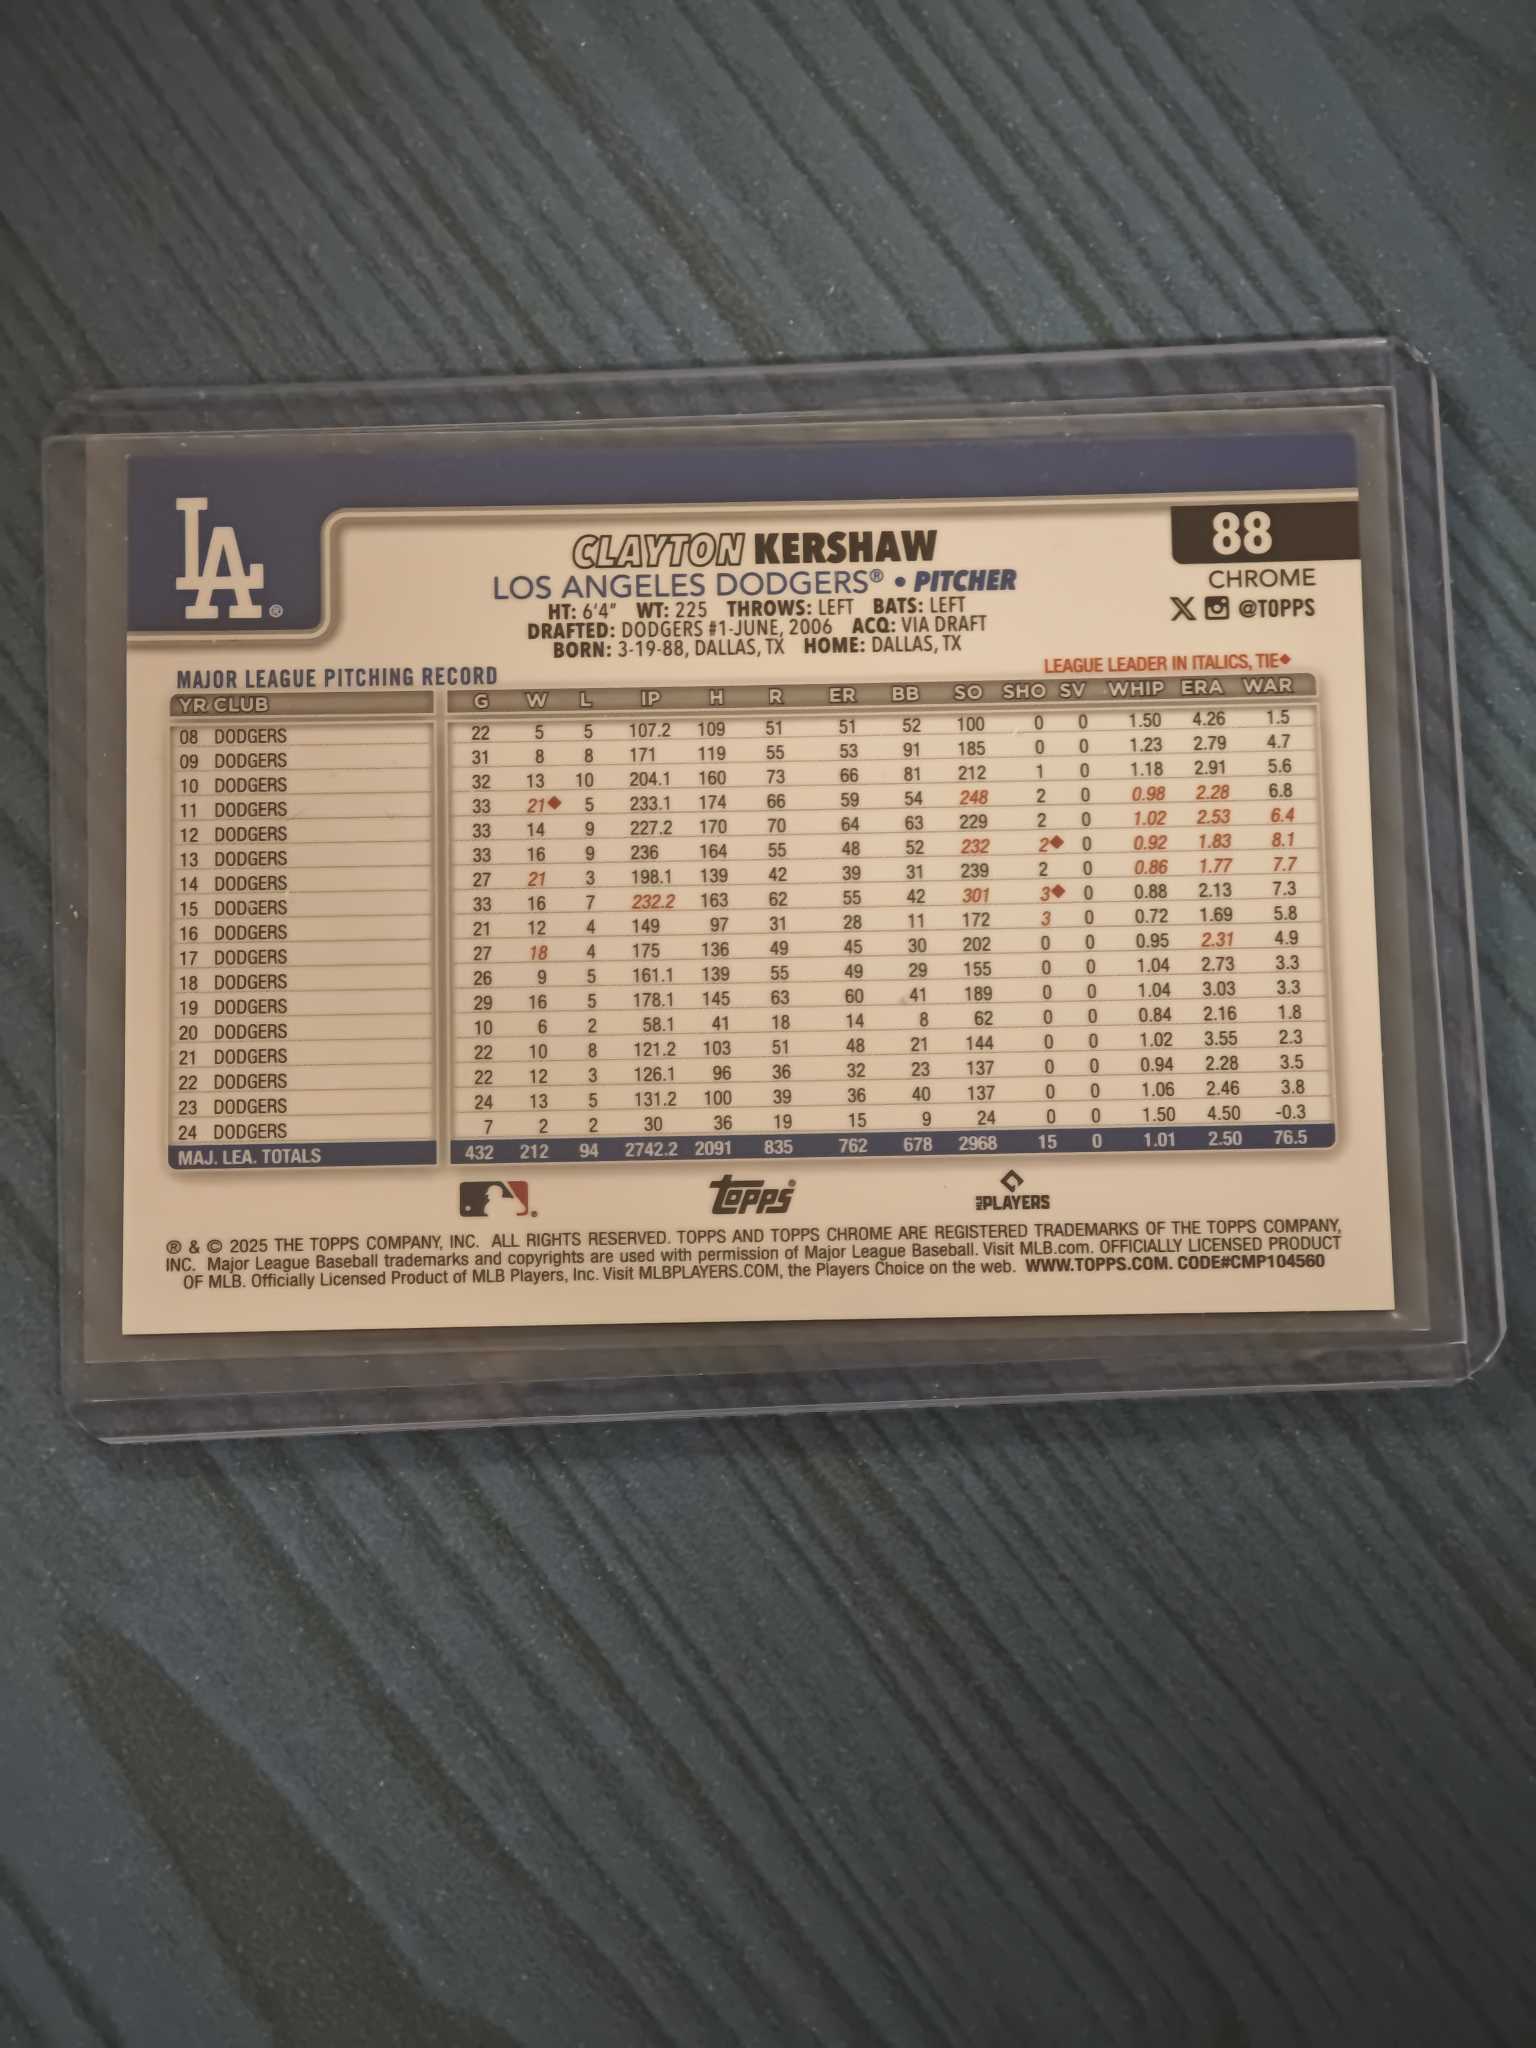 LA ®
CLAYTON KERSHAW
88
LOS ANGELES DODGERS® • PITCHER
CHROME
HT: 6'4" WT: 225 THROWS: LEFT BATS: LEFT
X @TOPPS
DRAFTED: DODGERS #1-JUNE, 2006 ACQ: VIA DRAFT
BORN: 3-19-88, DALLAS, TX HOME: DALLAS, TX
MAJOR LEAGUE PITCHING RECORD
LEAGUE LEADER IN ITALICS, TIE◆
YR CLUB G W L IP H R ER BB SO SHO SV WHIP ERA WAR
08 DODGERS 22 5 5 107.2 109 51 51 52 100 0 0 1.50 4.26 1.5
09 DODGERS 31 8 8 171 119 55 53 91 185 0 0 1.23 2.79 4.7
10 DODGERS 32 13 10 204.1 160 73 66 81 212 1 0 1.18 2.91 5.6
11 DODGERS 33 21◆ 5 233.1 174 66 59 54 248 2 0 0.98 2.28 6.8
12 DODGERS 33 14 9 227.2 170 70 64 63 229 2 0 1.02 2.53 6.4
13 DODGERS 33 16 9 236 164 55 48 52 232 2◆ 0 0.92 1.83 8.1
14 DODGERS 27 21 3 198.1 139 42 39 31 239 2 0 0.86 1.77 7.7
15 DODGERS 33 16 7 232.2 163 62 55 42 301 3◆ 0 0.88 2.13 7.3
16 DODGERS 21 12 4 149 97 31 28 11 172 3 0 0.72 1.69 5.8
17 DODGERS 27 18 4 175 136 49 45 30 202 0 0 0.95 2.31 4.9
18 DODGERS 26 9 5 161.1 139 55 49 29 155 0 0 1.04 2.73 3.3
19 DODGERS 29 16 5 178.1 145 63 60 41 189 0 0 1.04 3.03 3.3
20 DODGERS 10 6 2 58.1 41 18 14 8 62 0 0 0.84 2.16 1.8
21 DODGERS 22 10 8 121.2 103 51 48 21 144 0 0 1.02 3.55 2.3
22 DODGERS 22 12 3 126.1 96 36 32 23 137 0 0 0.94 2.28 3.5
23 DODGERS 24 13 5 131.2 100 39 36 40 137 0 0 1.06 2.46 3.8
24 DODGERS 7 2 2 30 36 19 15 9 24 0 0 1.50 4.50 -0.3
MAJ. LEA. TOTALS 432 212 94 2742.2 2091 835 762 678 2968 15 0 1.01 2.50 76.5
Topps® MLB PLAYERS
® & © 2025 THE TOPPS COMPANY, INC. ALL RIGHTS RESERVED. TOPPS AND TOPPS CHROME ARE REGISTERED TRADEMARKS OF THE TOPPS COMPANY,
INC. Major League Baseball trademarks and copyrights are used with permission of Major League Baseball. Visit MLB.com. OFFICIALLY LICENSED PRODUCT
OF MLB. Officially Licensed Product of MLB Players, Inc. Visit MLBPLAYERS.COM, the Players Choice on the web. WWW.TOPPS.COM. CODE#CMP104560